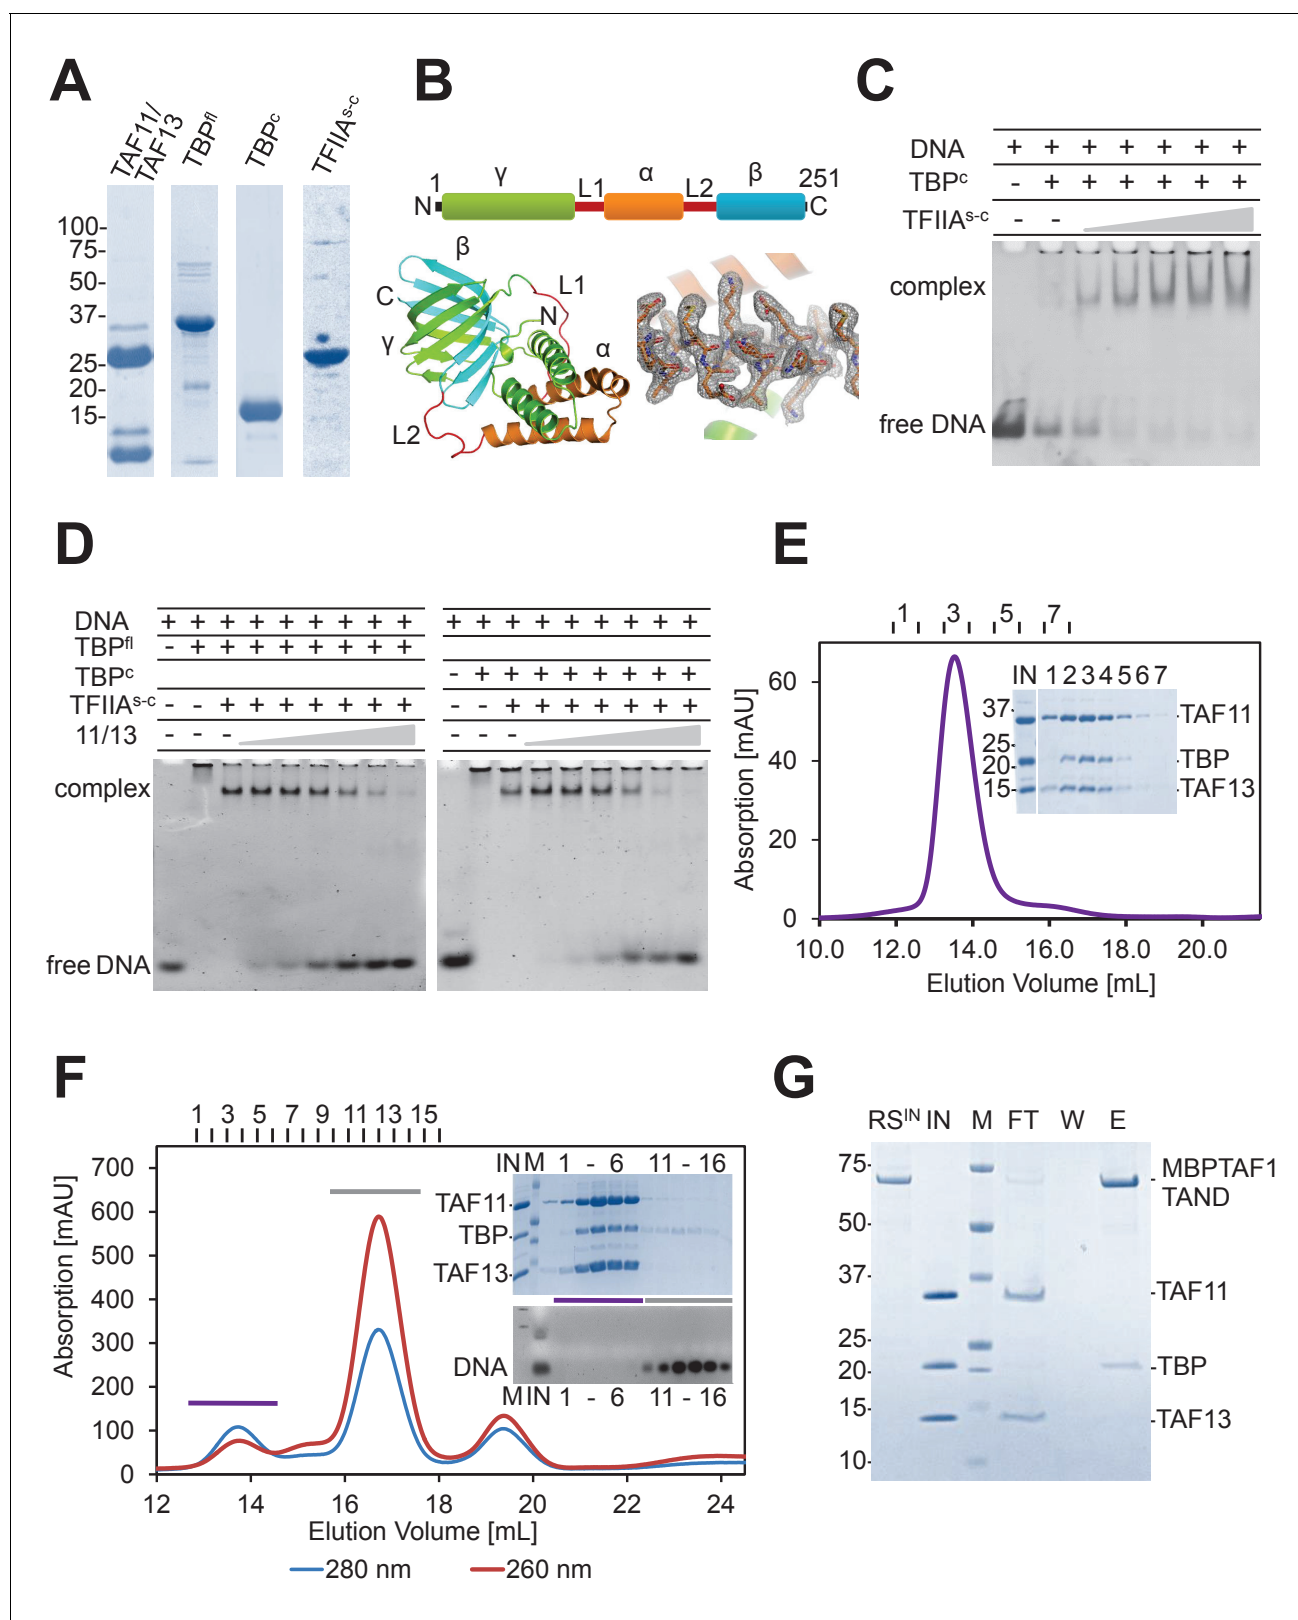 A
TAF11/
TAF13
TBPfl
TBPc
TFIIAs-c
100-
75-
50-
37-
25-
20-
15-
B
1
γ
L1
α
L2
β
251
N
C
β
L1
C
N
γ
α
L2
C
DNA + + + + + + +
TBPc - + + + + + +
TFIIAs-c - -
complex
free DNA
D
DNA + + + + + + + + + + + + + + + + + +
TBPfl - + + + + + + + +
TBPc - + + + + + + + +
TFIIAs-c - - + + + + + + + - - + + + + + + +
11/13 - - - - - -
complex
free DNA
E
1 3 5 7
60
40
20
0
Absorption [mAU]
10.0 12.0 14.0 16.0 18.0 20.0
Elution Volume [mL]
IN 1 2 3 4 5 6 7
37-
25-
20-
15-
-TAF11
-TBP
-TAF13
F
1 3 5 7 9 11 13 15
700
600
500
400
300
200
100
0
Absorption [mAU]
12 14 16 18 20 22 24
Elution Volume [mL]
280 nm
260 nm
IN M 1 - 6 11 - 16
TAF11
TBP
TAF13
DNA
M IN 1 - 6 11 - 16
G
RSIN IN M FT W E
75-
50-
37-
25-
20-
15-
10-
-MBPTAF1
TAND
-TAF11
-TBP
-TAF13